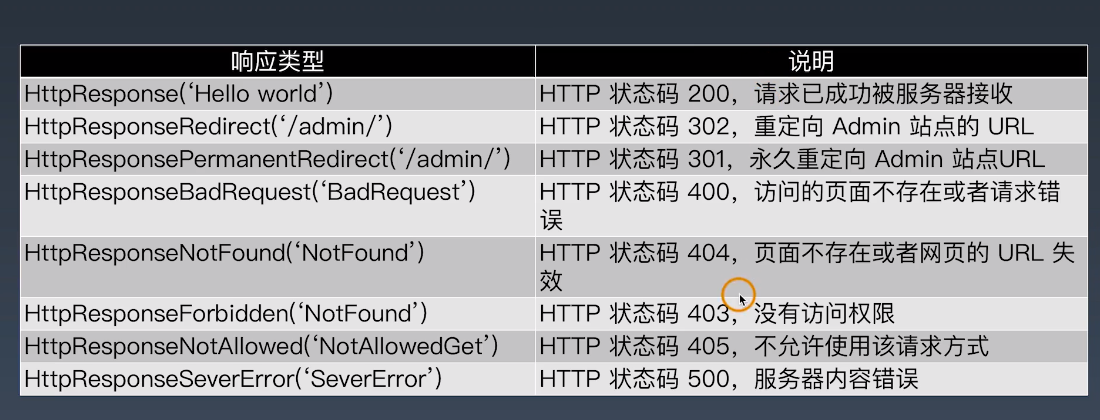 响应类型 说明
HttpResponse(‘Hello world’) HTTP 状态码 200，请求已成功被服务器接收
HttpResponseRedirect(‘/admin/’) HTTP 状态码 302，重定向 Admin 站点的 URL
HttpResponsePermanentRedirect(‘/admin/’) HTTP 状态码 301，永久重定向 Admin 站点URL
HttpResponseBadRequest(‘BadRequest’) HTTP 状态码 400，访问的页面不存在或者请求错
误
HttpResponseNotFound(‘NotFound’) HTTP 状态码 404，页面不存在或者网页的 URL 失
效
HttpResponseForbidden(‘NotFound’) HTTP 状态码 403，没有访问权限
HttpResponseNotAllowed(‘NotAllowedGet’) HTTP 状态码 405，不允许使用该请求方式
HttpResponseSeverError(‘SeverError’) HTTP 状态码 500，服务器内容错误